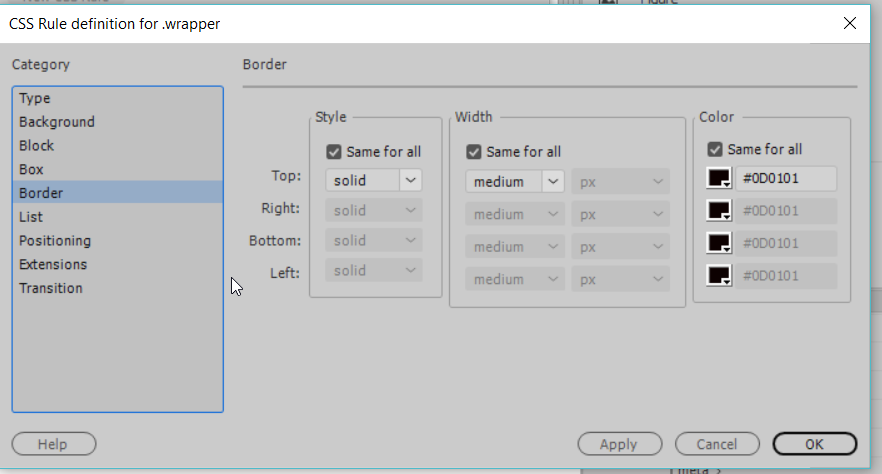 CSS Rule definition for .wrapper
Category
Border
Type
Background
Block
Box
Border
List
Positioning
Extensions
Transition
Style
Width
Color
Same for all
Same for all
Same for all
Top: solid medium px #0D0101
Right: solid medium px #0D0101
Bottom: solid medium px #0D0101
Left: solid medium px #0D0101
Help
Apply
Cancel
OK